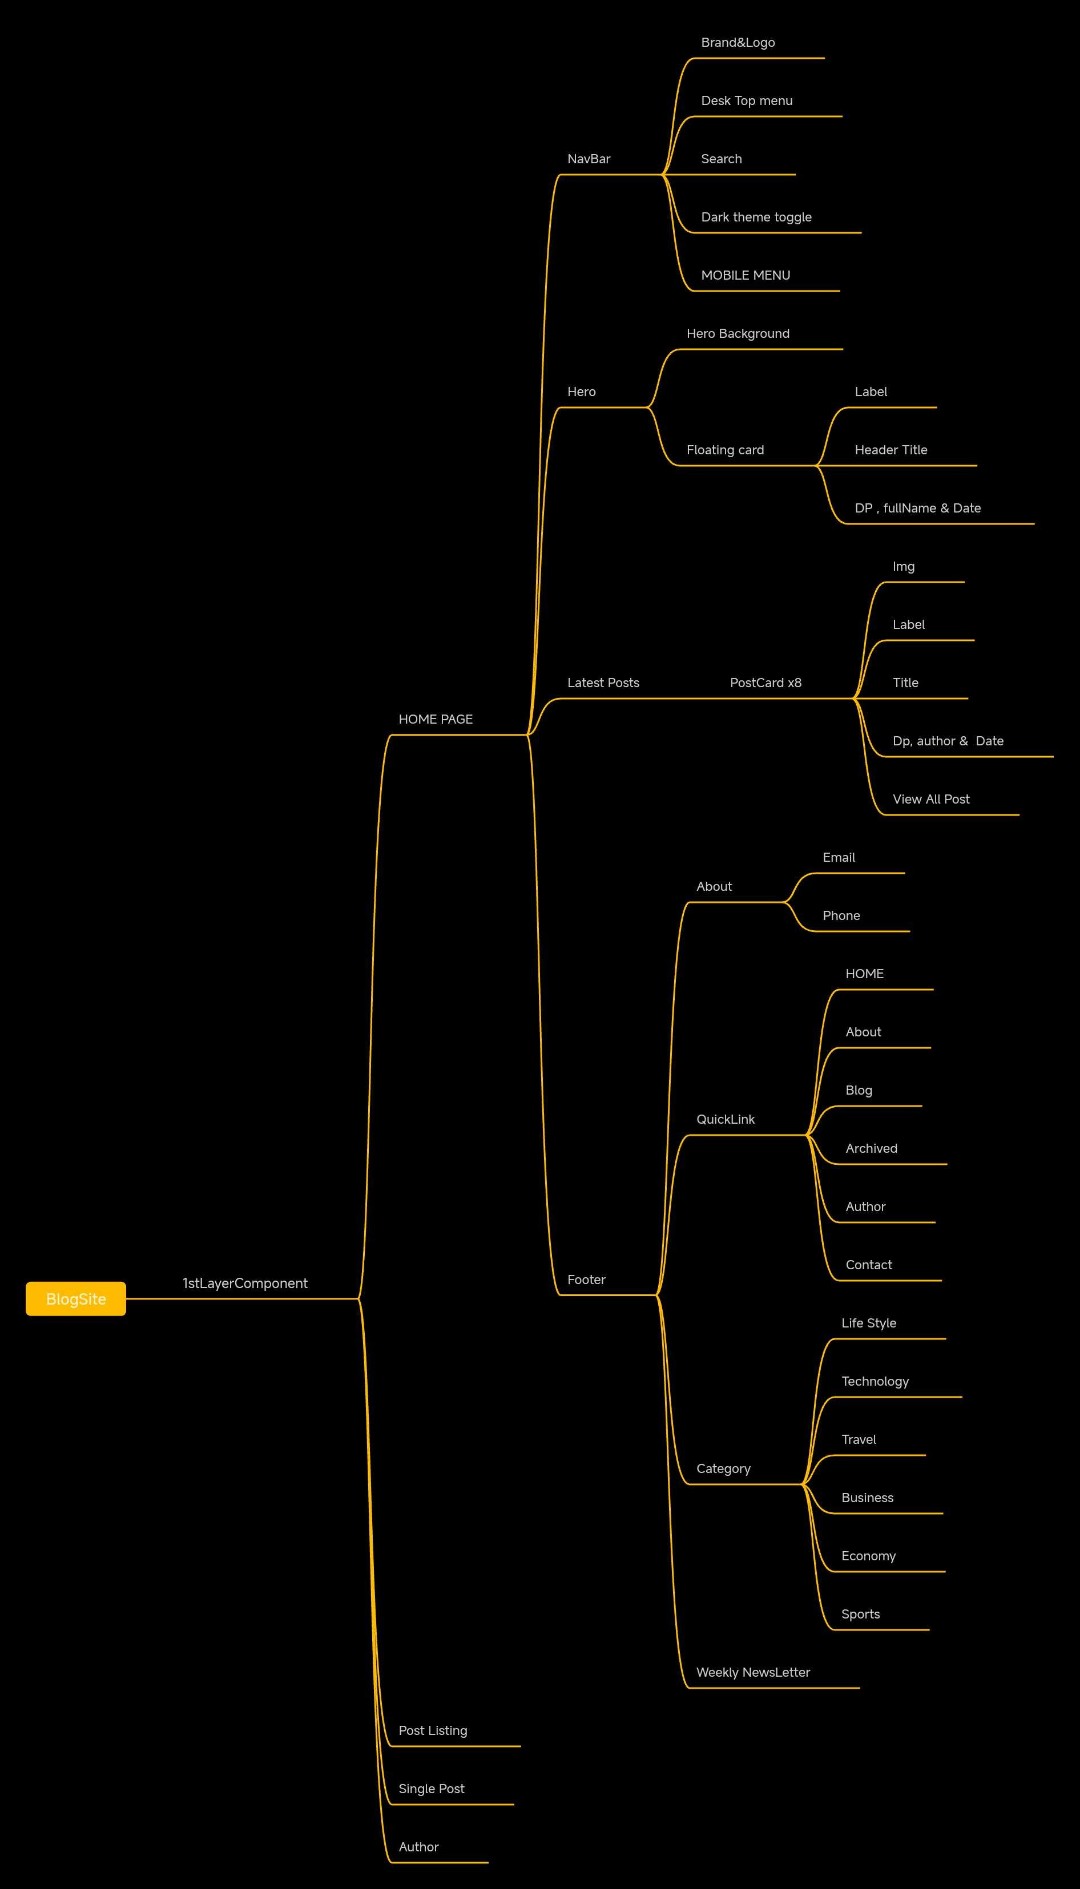 Brand&Logo
Desk Top menu
NavBar
Search
Dark theme toggle
MOBILE MENU
Hero Background
Hero
Label
Floating card
Header Title
DP , fullName & Date
Img
Label
Latest Posts
PostCard x8
Title
HOME PAGE
Dp, author &  Date
View All Post
Email
About
Phone
HOME
About
Blog
QuickLink
Archived
Author
Contact
Footer
1stLayerComponent
BlogSite
Life Style
Technology
Travel
Category
Business
Economy
Sports
Weekly NewsLetter
Post Listing
Single Post
Author